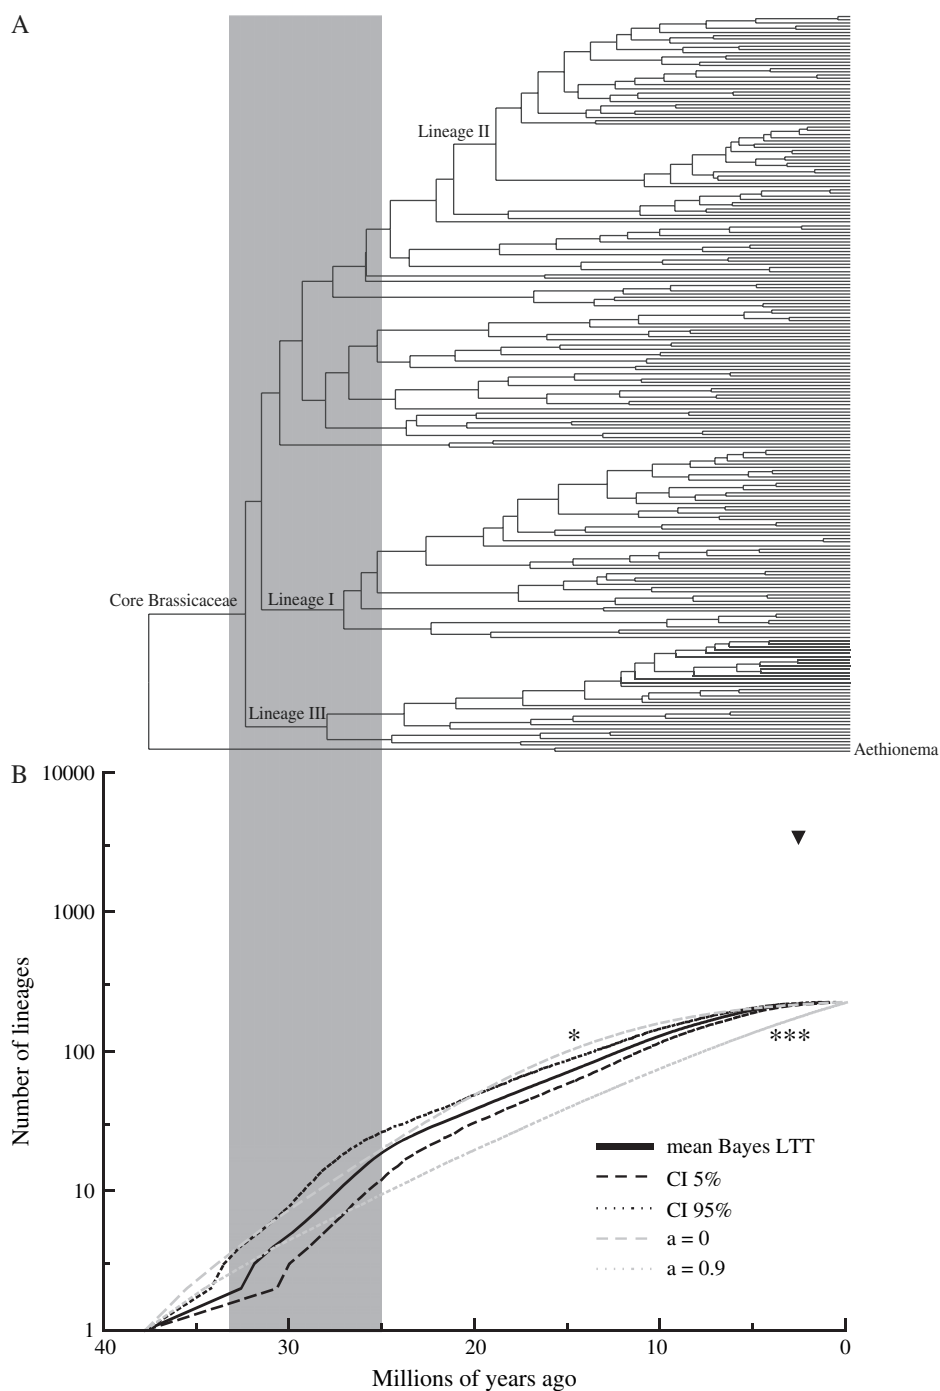 A
Lineage II
Core Brassicaceae
Lineage I
Lineage III
Aethionema
B
10000
1000
100
10
1
Number of lineages
*
***
mean Bayes LTT
CI 5%
CI 95%
a = 0
a = 0.9
40
30
20
10
0
Millions of years ago